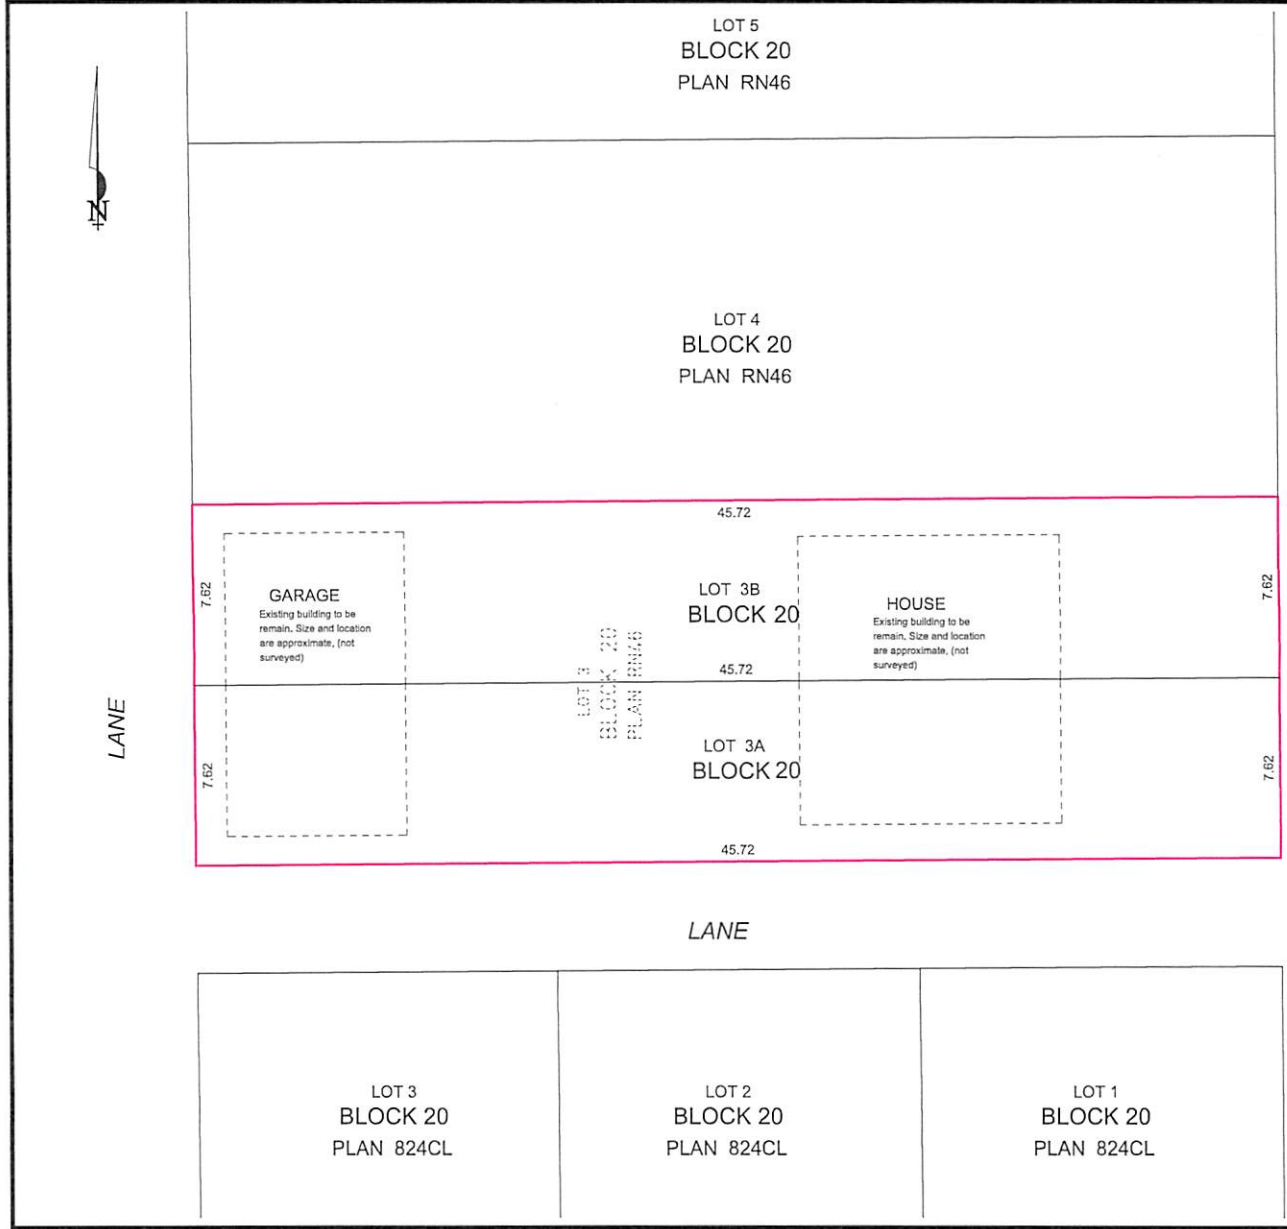 LOT 5
BLOCK 20
PLAN RN46
N
LOT 4
BLOCK 20
PLAN RN46
45.72
7.62
GARAGE
Existing building to be
remain. Size and location
are approximate, (not
surveyed)
LOT 3B
BLOCK 20
HOUSE
Existing building to be
remain. Size and location
are approximate, (not
surveyed)
7.62
LOT 3
BLOCK 20
PLAN RN46
45.72
LANE
7.62
LOT 3A
BLOCK 20
7.62
45.72
LANE
LOT 3
BLOCK 20
PLAN 824CL
LOT 2
BLOCK 20
PLAN 824CL
LOT 1
BLOCK 20
PLAN 824CL